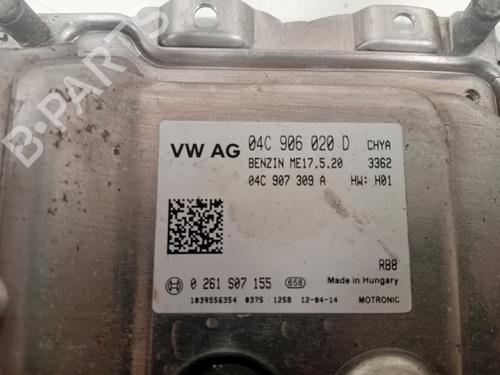 B-PARTS
VW AG 04C 906 020 D CHYA
BENZIN ME17.5.20 3362
04C 907 309 A HW: H01
RB8
0 261 S07 155 658 Made in Hungary
1039S56354 0375 1258 12-04-14 MOTRONIC